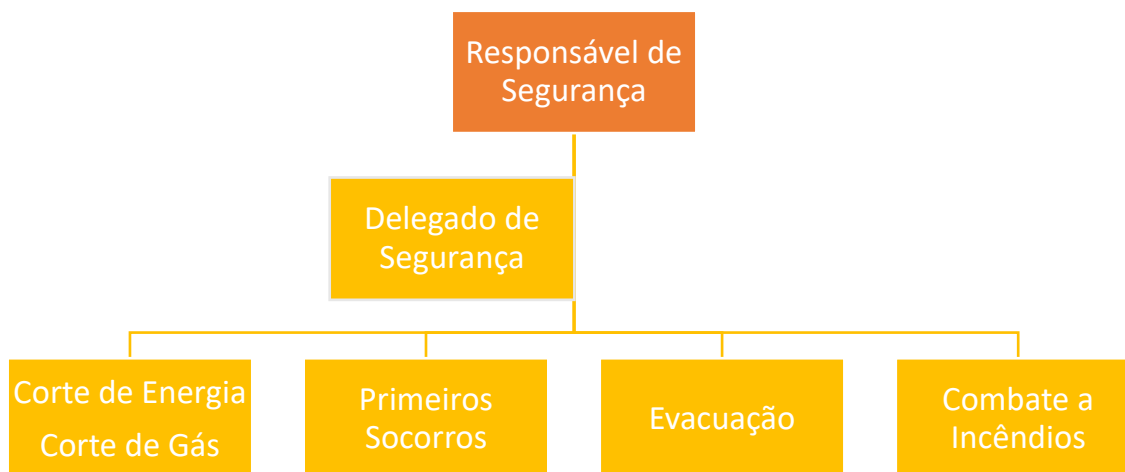 Responsável de
Segurança
Delegado de
Segurança
Corte de Energia
Corte de Gás
Primeiros
Socorros
Evacuação
Combate a
Incêndios